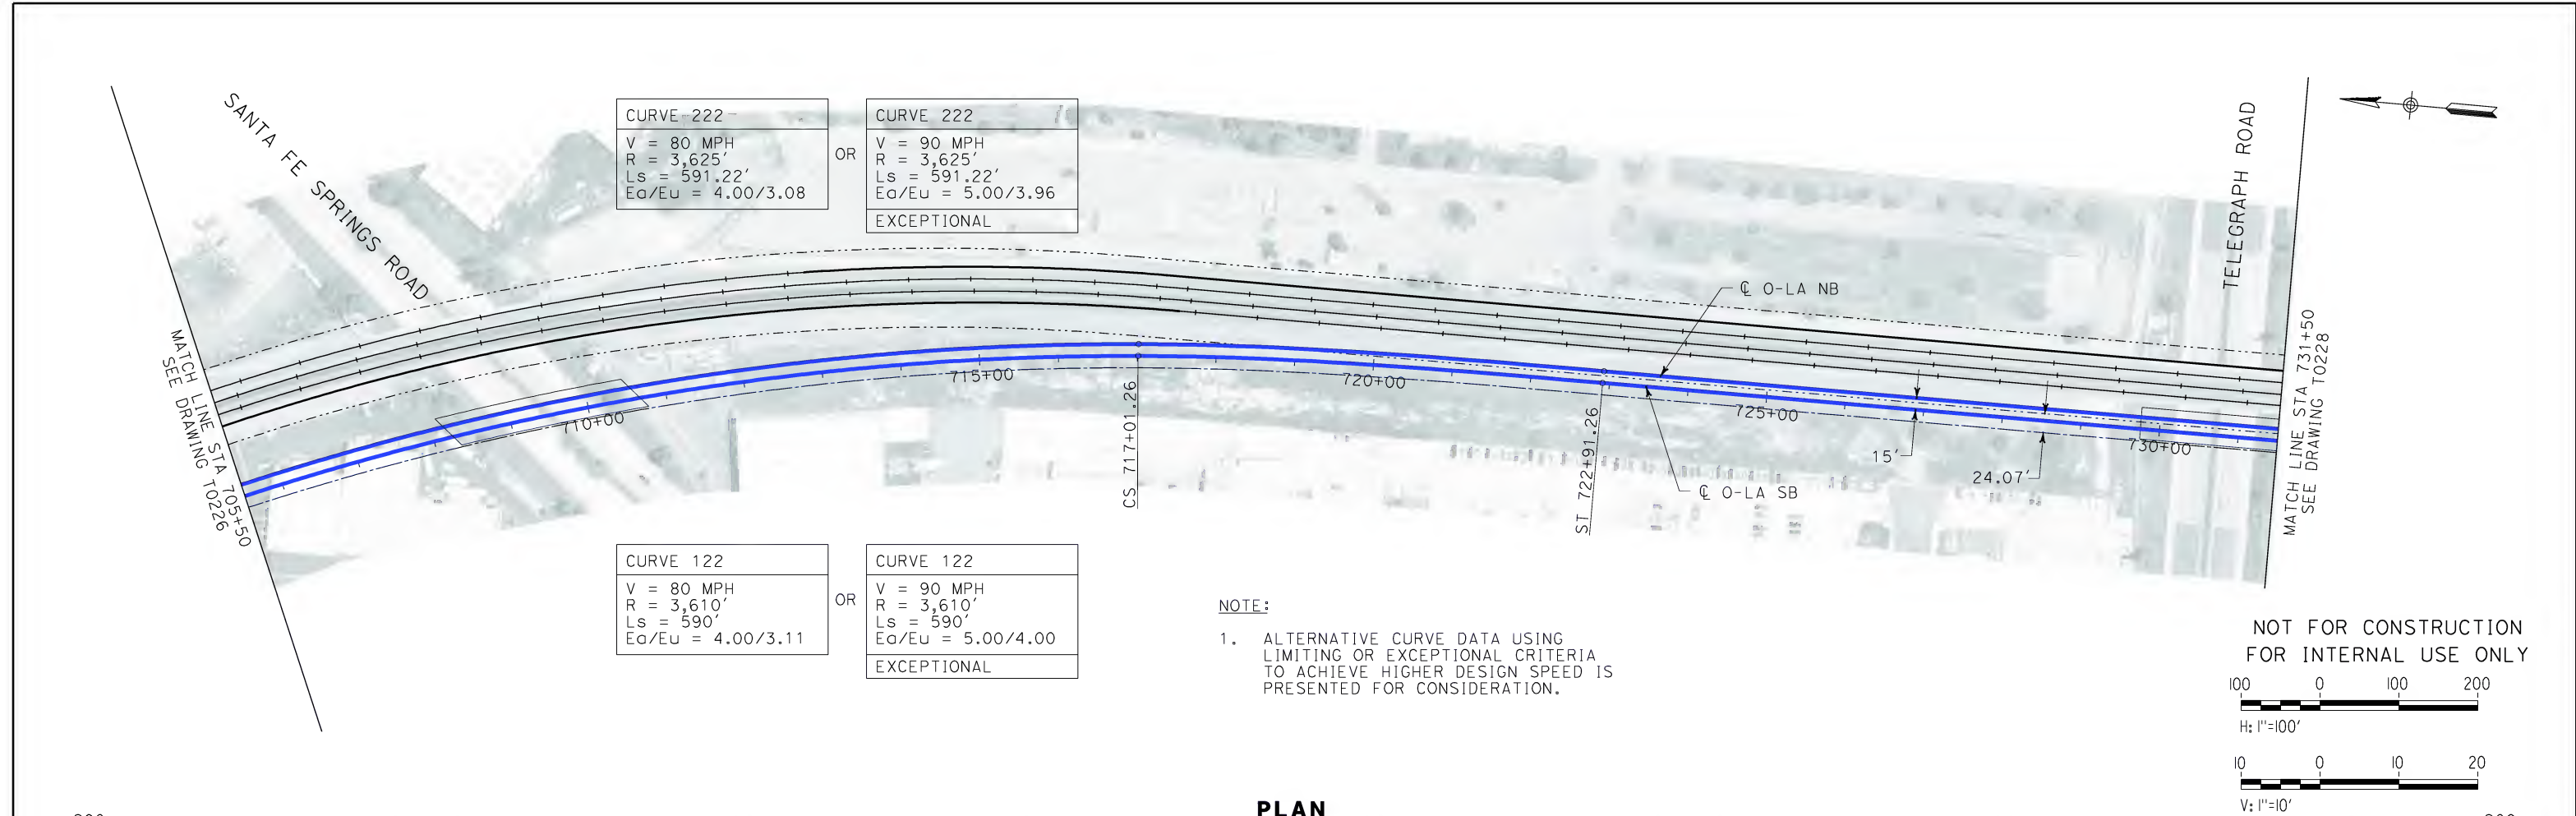 SANTA FE SPRINGS ROAD
CURVE 222
V = 80 MPH
R = 3,625'
Ls = 591.22'
Ea/Eu = 4.00/3.08
OR
CURVE 222
V = 90 MPH
R = 3,625'
Ls = 591.22'
Ea/Eu = 5.00/3.96
EXCEPTIONAL
TELEGRAPH ROAD
℄ O-LA NB
MATCH LINE STA 705+50
SEE DRAWING T0226
710+00
715+00
CS 717+01.26
720+00
ST 722+91.26
725+00
730+00
15'
24.07'
℄ O-LA SB
MATCH LINE STA 731+50
SEE DRAWING T0228
CURVE 122
V = 80 MPH
R = 3,610'
Ls = 590'
Ea/Eu = 4.00/3.11
OR
CURVE 122
V = 90 MPH
R = 3,610'
Ls = 590'
Ea/Eu = 5.00/4.00
EXCEPTIONAL
NOTE:
1. ALTERNATIVE CURVE DATA USING
LIMITING OR EXCEPTIONAL CRITERIA
TO ACHIEVE HIGHER DESIGN SPEED IS
PRESENTED FOR CONSIDERATION.
NOT FOR CONSTRUCTION
FOR INTERNAL USE ONLY
100 0 100 200
H: 1"=100'
10 0 10 20
V: 1"=10'
PLAN